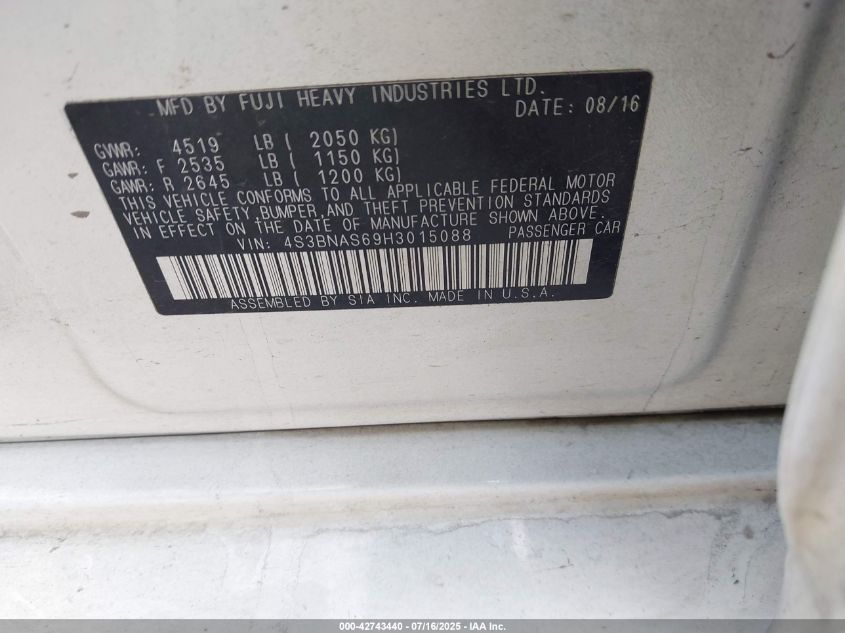 MFD BY FUJI HEAVY INDUSTRIES LTD.
DATE: 08/16
GVWR: 4519 LB ( 2050 KG)
GAWR: F 2535 LB ( 1150 KG)
GAWR: R 2645 LB ( 1200 KG)
THIS VEHICLE CONFORMS TO ALL APPLICABLE FEDERAL MOTOR
VEHICLE SAFETY, BUMPER, AND THEFT PREVENTION STANDARDS
IN EFFECT ON THE DATE OF MANUFACTURE SHOWN ABOVE.
VIN: 4S3BNAS69H3015088 PASSENGER CAR
ASSEMBLED BY SIA INC. MADE IN U.S.A.
000-42743440 - 07/16/2025 - IAA Inc.